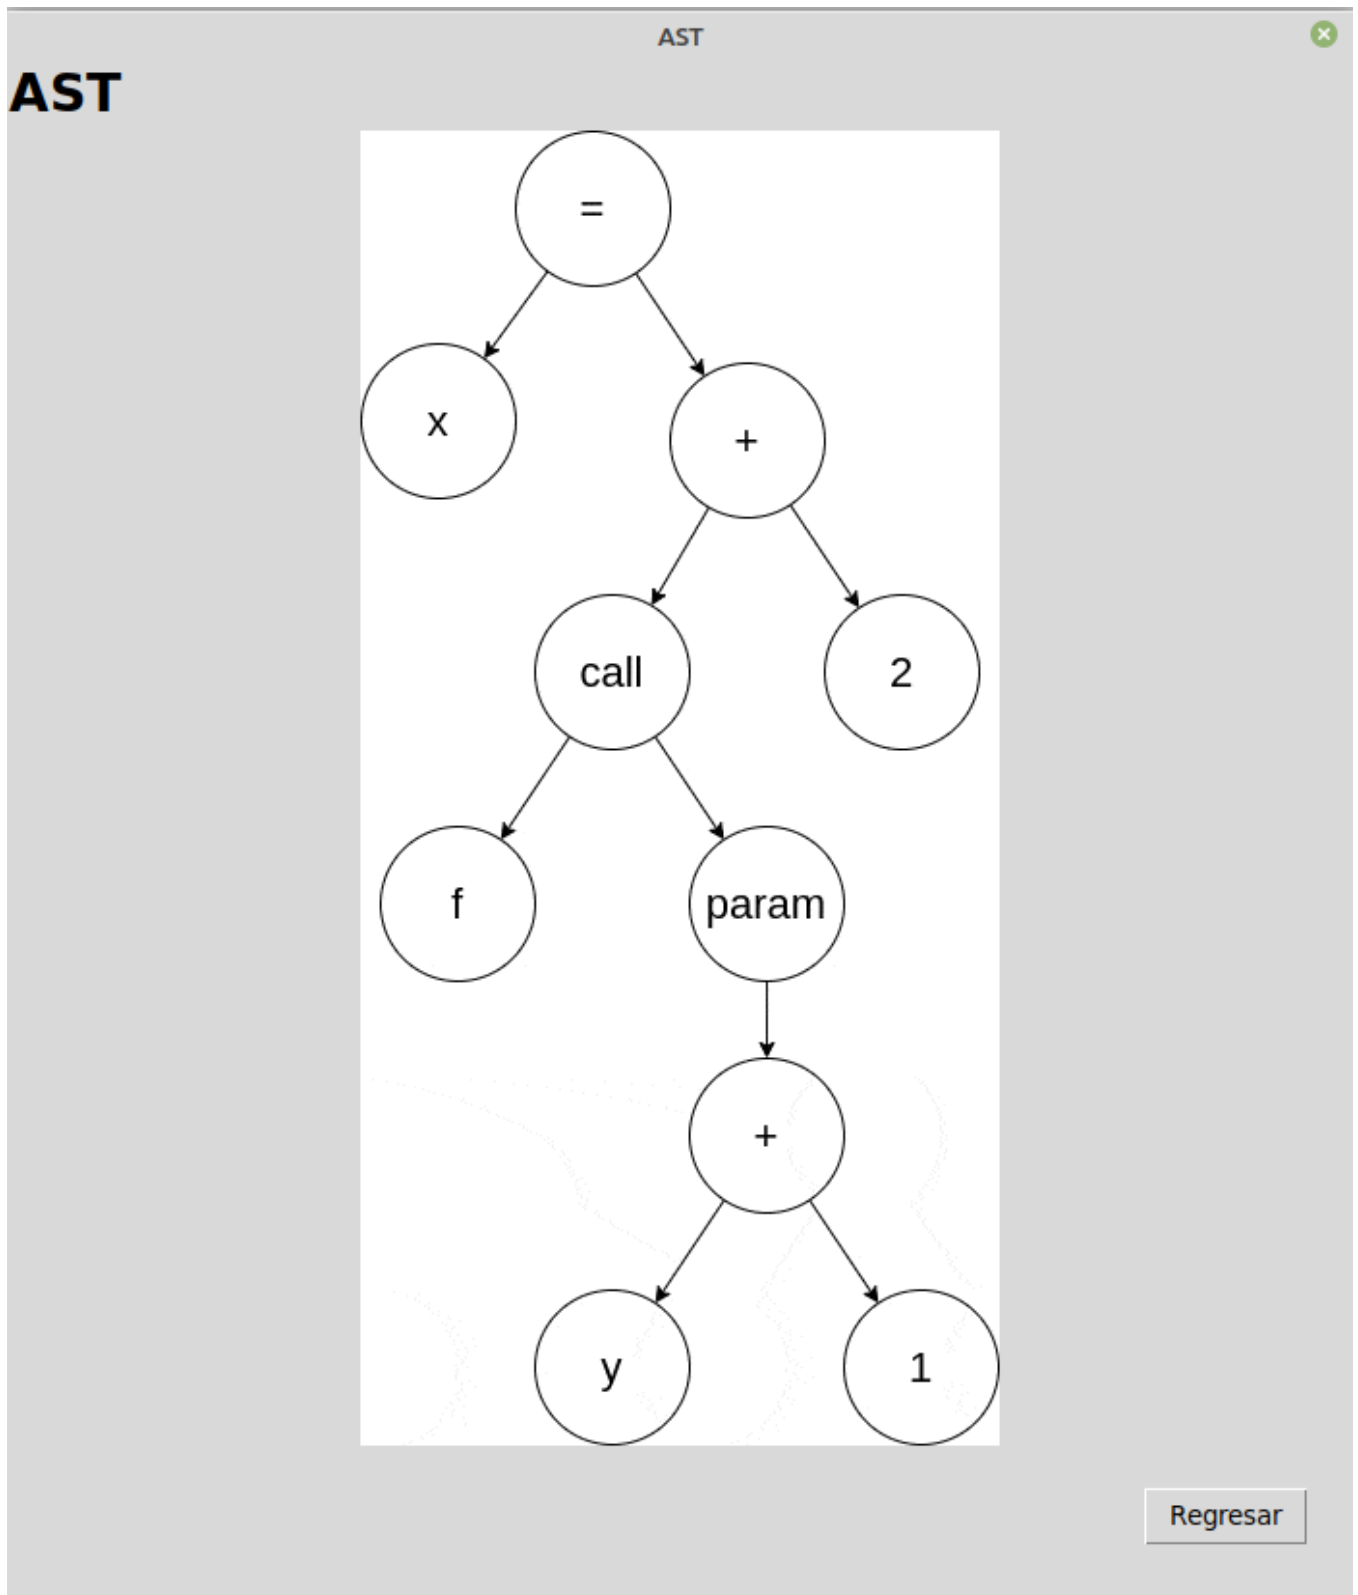 AST
AST
=
x
+
call
2
f
param
+
y
1
Regresar